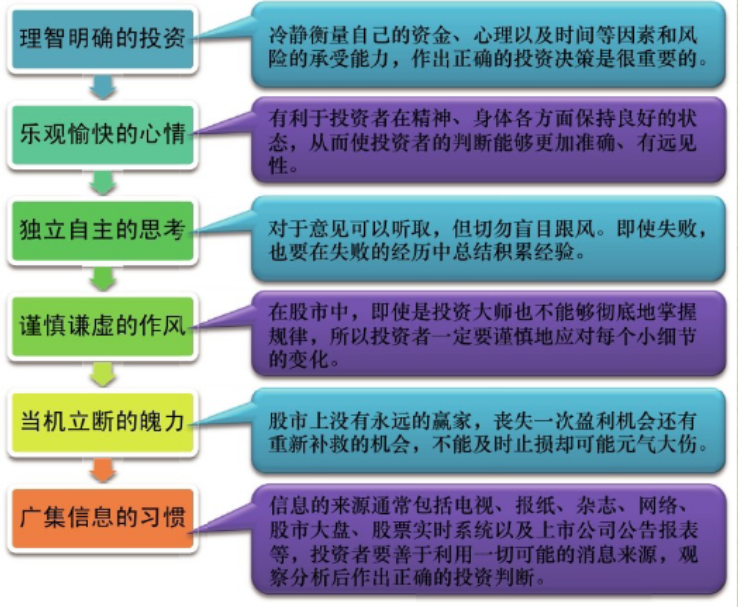 理智明确的投资
冷静衡量自己的资金、心理以及时间等因素和风
险的承受能力，作出正确的投资决策是很重要的。
乐观愉快的心情
有利于投资者在精神、身体各方面保持良好的状
态，从而使投资者的判断能够更加准确、有远见
性。
独立自主的思考
对于意见可以听取，但切勿盲目跟风。即使失败，
也要在失败的经历中总结积累经验。
谨慎谦虚的作风
在股市中，即使是投资大师也不能够彻底地掌握
规律，所以投资者一定要谨慎地应对每个小细节
的变化。
当机立断的魄力
股市上没有永远的赢家，丧失一次盈利机会还有
重新补救的机会，不能及时止损却可能元气大伤。
广集信息的习惯
信息的来源通常包括电视、报纸、杂志、网络、
股市大盘、股票实时系统以及上市公司公告报表
等，投资者要善于利用一切可能的消息来源，观
察分析后作出正确的投资判断。